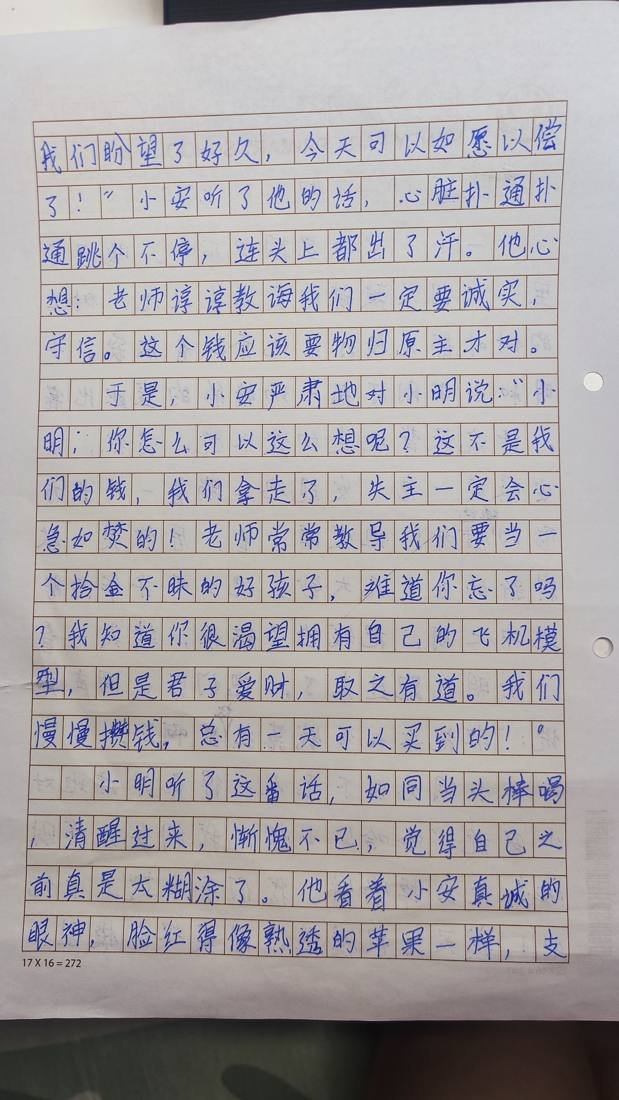 我们盼望了好久，今天可以如愿以偿
了！”小安听了他的话，心脏扑通扑
通跳个不停，连头上都出了汗。他心
想：老师谆谆教诲我们一定要诚实，
守信。这个钱应该要物归原主才对。
于是，小安严肃地对小明说：“小
明；你怎么可以这么想呢？这不是我
们的钱，我们拿走了，失主一定会心
急如焚的！老师常常教导我们要当一
个拾金不昧的好孩子，难道你忘了吗
？我知道你很渴望拥有自己的飞机模
型，但是君子爱财，取之有道。我们
慢慢攒钱，总有一天可以买到的！”
小明听了这番话，如同当头棒喝
，清醒过来，惭愧不已，觉得自己之
前真是太糊涂了。他看着小安真诚的
眼神，脸红得像熟透的苹果一样，支
17 X 16 = 272